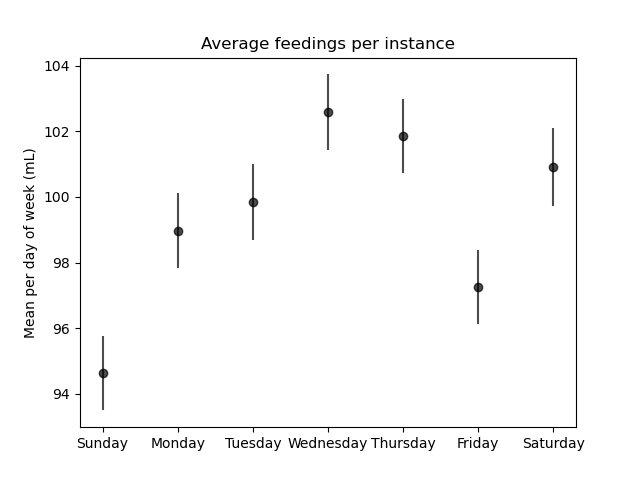 Average feedings per instance
Mean per day of week (mL)
104
102
100
98
96
94
Sunday Monday Tuesday Wednesday Thursday Friday Saturday